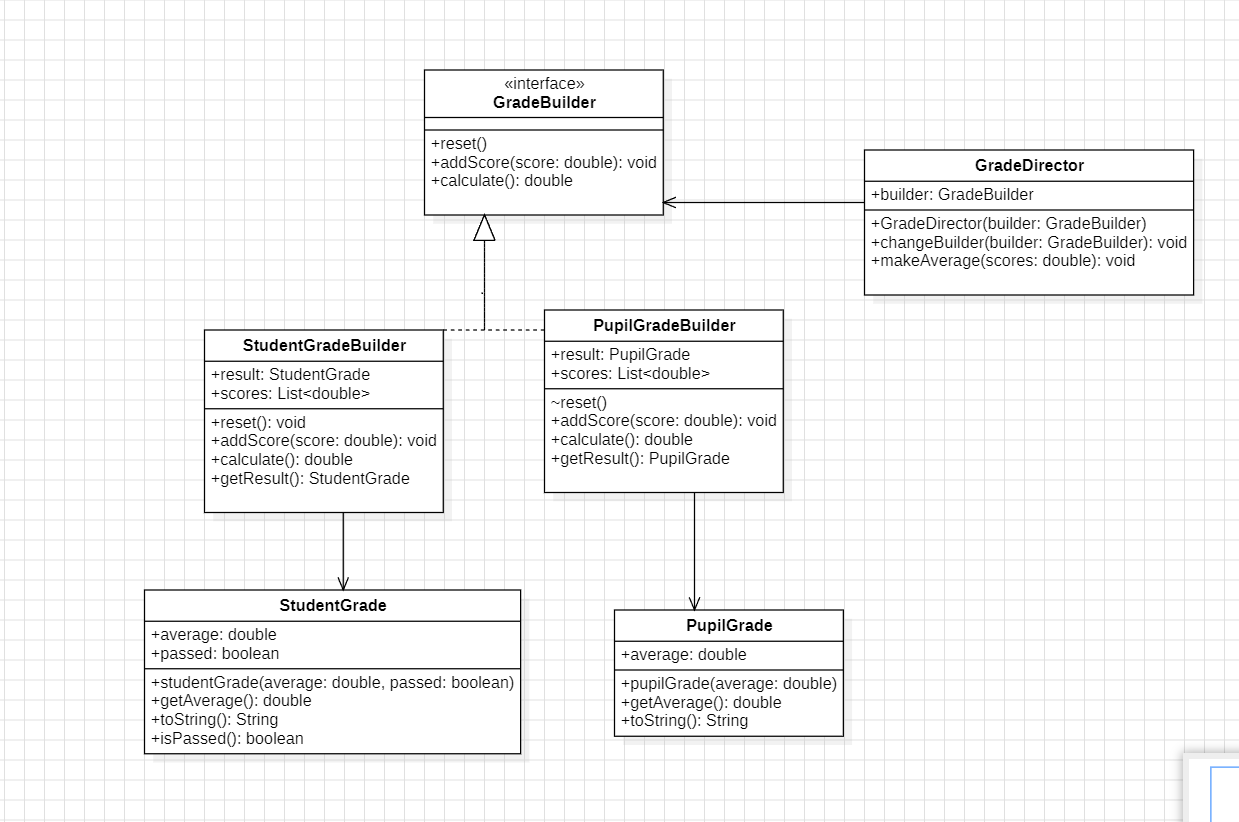 «interface»
GradeBuilder
+reset()
+addScore(score: double): void
+calculate(): double
GradeDirector
+builder: GradeBuilder
+GradeDirector(builder: GradeBuilder)
+changeBuilder(builder: GradeBuilder): void
+makeAverage(scores: double): void
StudentGradeBuilder
+result: StudentGrade
+scores: List<double>
+reset(): void
+addScore(score: double): void
+calculate(): double
+getResult(): StudentGrade
PupilGradeBuilder
+result: PupilGrade
+scores: List<double>
~reset()
+addScore(score: double): void
+calculate(): double
+getResult(): PupilGrade
StudentGrade
+average: double
+passed: boolean
+studentGrade(average: double, passed: boolean)
+getAverage(): double
+toString(): String
+isPassed(): boolean
PupilGrade
+average: double
+pupilGrade(average: double)
+getAverage(): double
+toString(): String